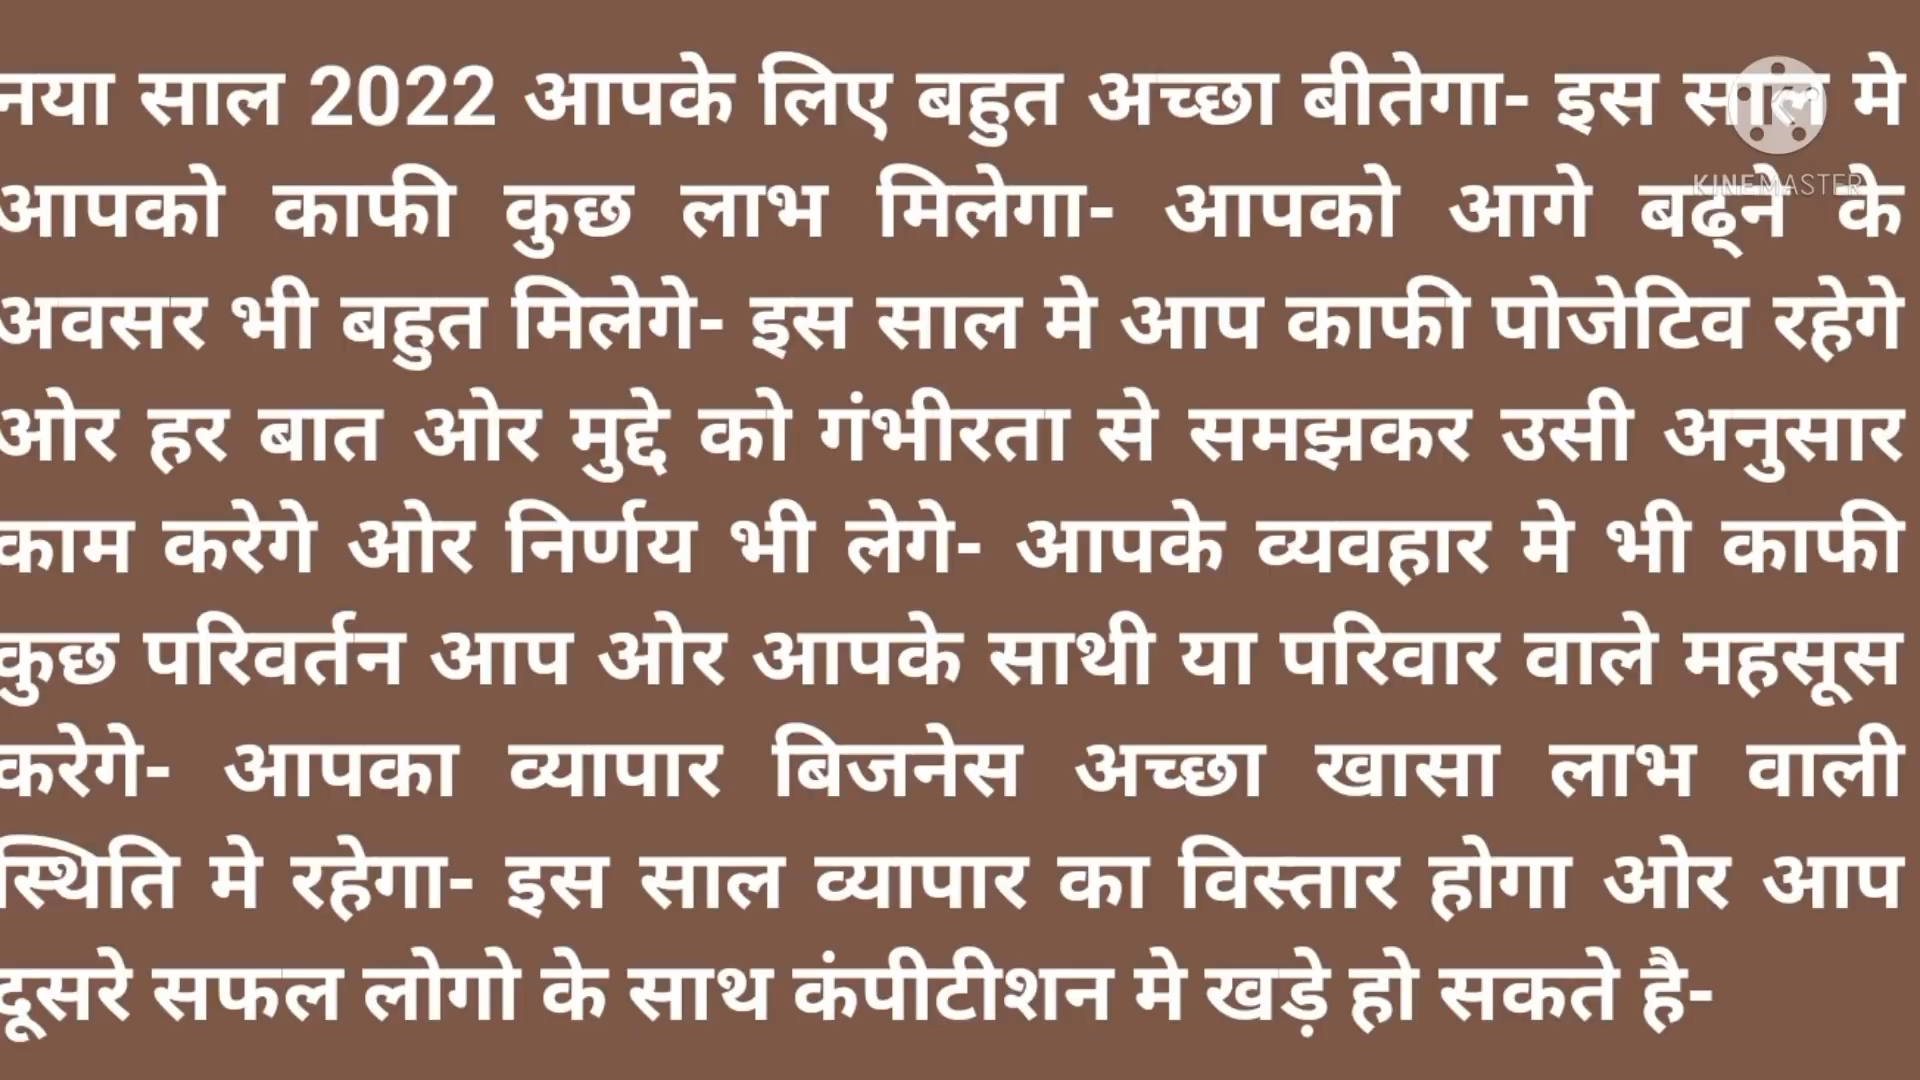 नया साल 2022 आपके लिए बहुत अच्छा बीतेगा- इस साल मे
KINEMASTER
आपको काफी कुछ लाभ मिलेगा- आपको आगे बढ्ने के
अवसर भी बहुत मिलेगे- इस साल मे आप काफी पोजेटिव रहेगे
ओर हर बात ओर मुद्दे को गंभीरता से समझकर उसी अनुसार
काम करेगे ओर निर्णय भी लेगे- आपके व्यवहार मे भी काफी
कुछ परिवर्तन आप ओर आपके साथी या परिवार वाले महसूस
करेगे- आपका व्यापार बिजनेस अच्छा खासा लाभ वाली
स्थिति मे रहेगा- इस साल व्यापार का विस्तार होगा ओर आप
दूसरे सफल लोगो के साथ कंपीटीशन मे खड़े हो सकते है-